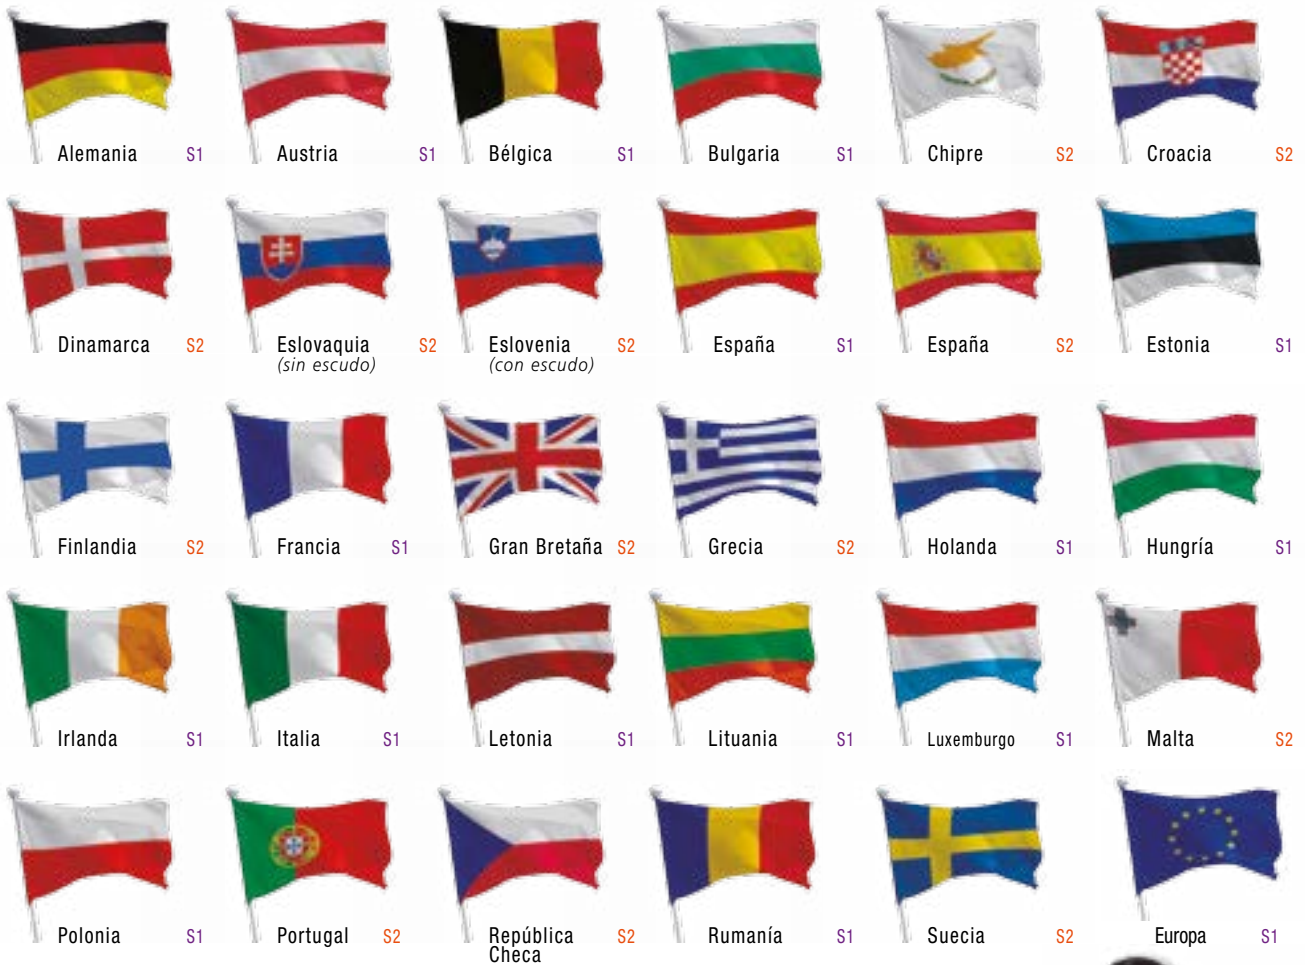 Alemania S1 Austria S1 Bélgica S1 Bulgaria S1 Chipre S2 Croacia S2
Dinamarca S2 Eslovaquia S2 Eslovenia S2 España S1 España S2 Estonia S1
(sin escudo) (con escudo)
Finlandia S2 Francia S1 Gran Bretaña S2 Grecia S2 Holanda S1 Hungría S1
Irlanda S1 Italia S1 Letonia S1 Lituania S1 Luxemburgo S1 Malta S2
Polonia S1 Portugal S2 República S2 Rumanía S1 Suecia S2 Europa S1
Checa